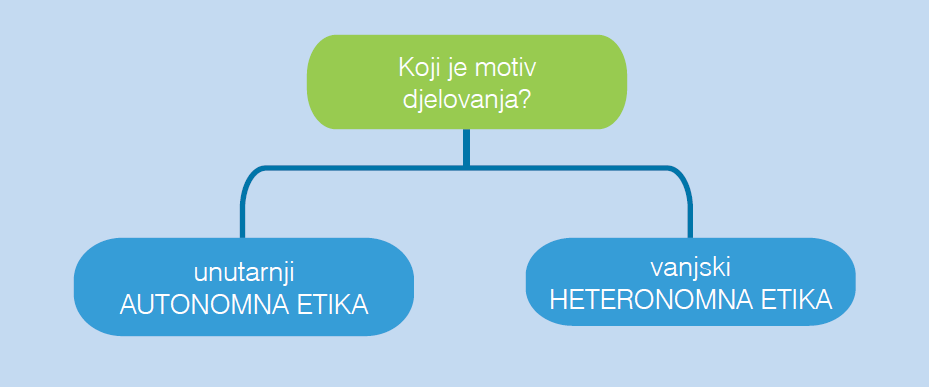 Koji je motiv
djelovanja?
unutarnji
AUTONOMNA ETIKA
vanjski
HETERONOMNA ETIKA